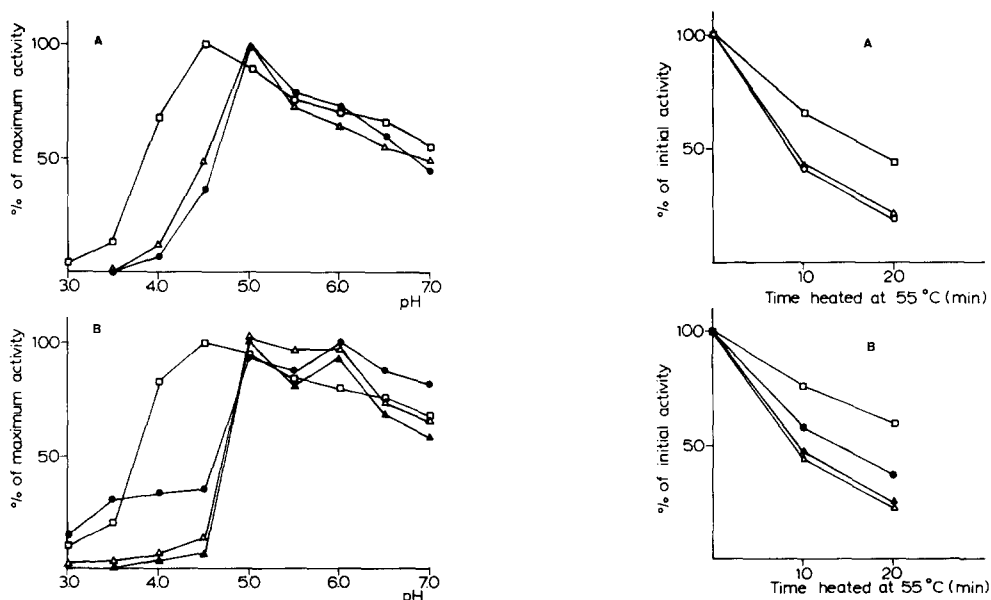 A
% of maximum activity
100
50
3.0
4.0
5.0
6.0
7.0
pH
B
% of maximum activity
100
50
3.0
4.0
5.0
6.0
7.0
pH
A
% of initial activity
100
50
10
20
Time heated at 55 °C (min)
B
% of initial activity
100
50
10
20
Time heated at 55 °C (min)